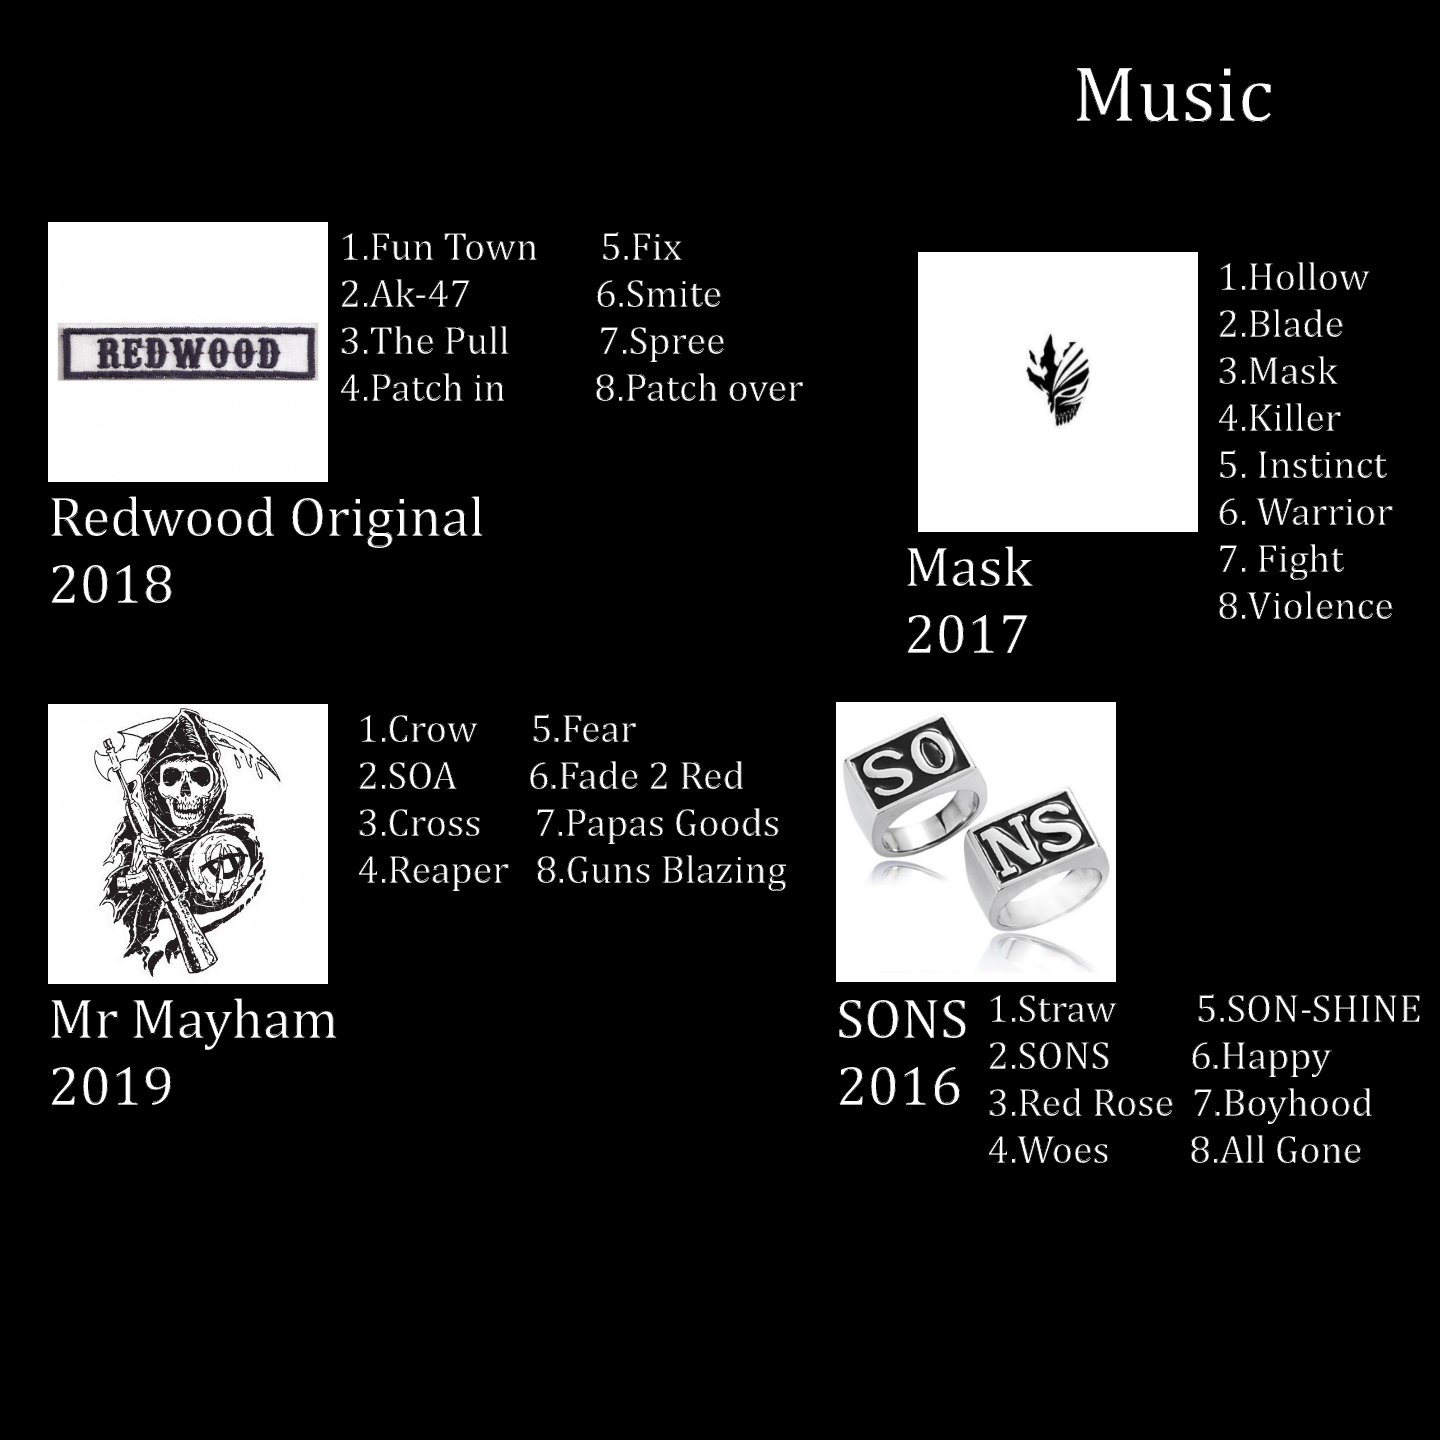 Music
REDWOOD
1.Fun Town 5.Fix
2.Ak-47 6.Smite
3.The Pull 7.Spree
4.Patch in 8.Patch over
Redwood Original
2018
1.Hollow
2.Blade
3.Mask
4.Killer
5. Instinct
6. Warrior
7. Fight
8.Violence
Mask
2017
1.Crow 5.Fear
2.SOA 6.Fade 2 Red
3.Cross 7.Papas Goods
4.Reaper 8.Guns Blazing
Mr Mayham
2019
SO
NS
SONS
2016
1.Straw 5.SON-SHINE
2.SONS 6.Happy
3.Red Rose 7.Boyhood
4.Woes 8.All Gone